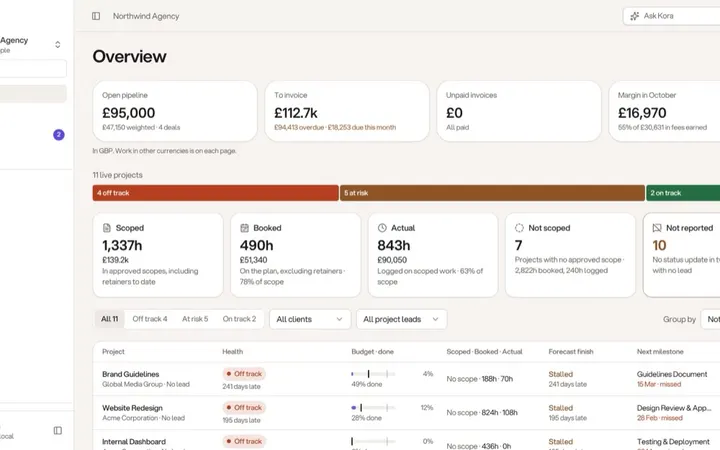 Agency
Northwind Agency
Ask Kora
2
Overview
Open pipeline
£95,000
£47,150 weighted · 4 deals
To invoice
£112.7k
£94,413 overdue · £18,253 due this month
Unpaid invoices
£0
All paid
Margin in October
£16,970
55% of £30,631 in fees earned
In GBP. Work in other currencies is on each page.
11 live projects
4 off track
5 at risk
2 on track
Scoped
1,337h
£139.2k
In approved scopes, including
retainers to date
Booked
490h
£51,340
On the plan, excluding retainers ·
78% of scope
Actual
843h
£90,050
Logged on scoped work · 63% of
scope
Not scoped
7
Projects with no approved scope ·
2,822h booked, 240h logged
Not reported
10
No status update in
with no lead
All 11
Off track 4
At risk 5
On track 2
All clients
All project leads
Group by
Project
Health
Budget · done
Scoped · Booked · Actual
Forecast finish
Next milestone
Brand Guidelines
Global Media Group · No lead
Off track
241 days late
4%
49% done
No scope · 188h · 70h
Stalled
241 days late
Guidelines Document
16 Mar · missed
Website Redesign
Acme Corporation · No lead
Off track
195 days late
12%
28% done
No scope · 824h · 108h
Stalled
195 days late
Design Review & App...
28 Feb · missed
Internal Dashboard
Off track
0%
No scope · 436h · 0h
Stalled
Testing & Deployment